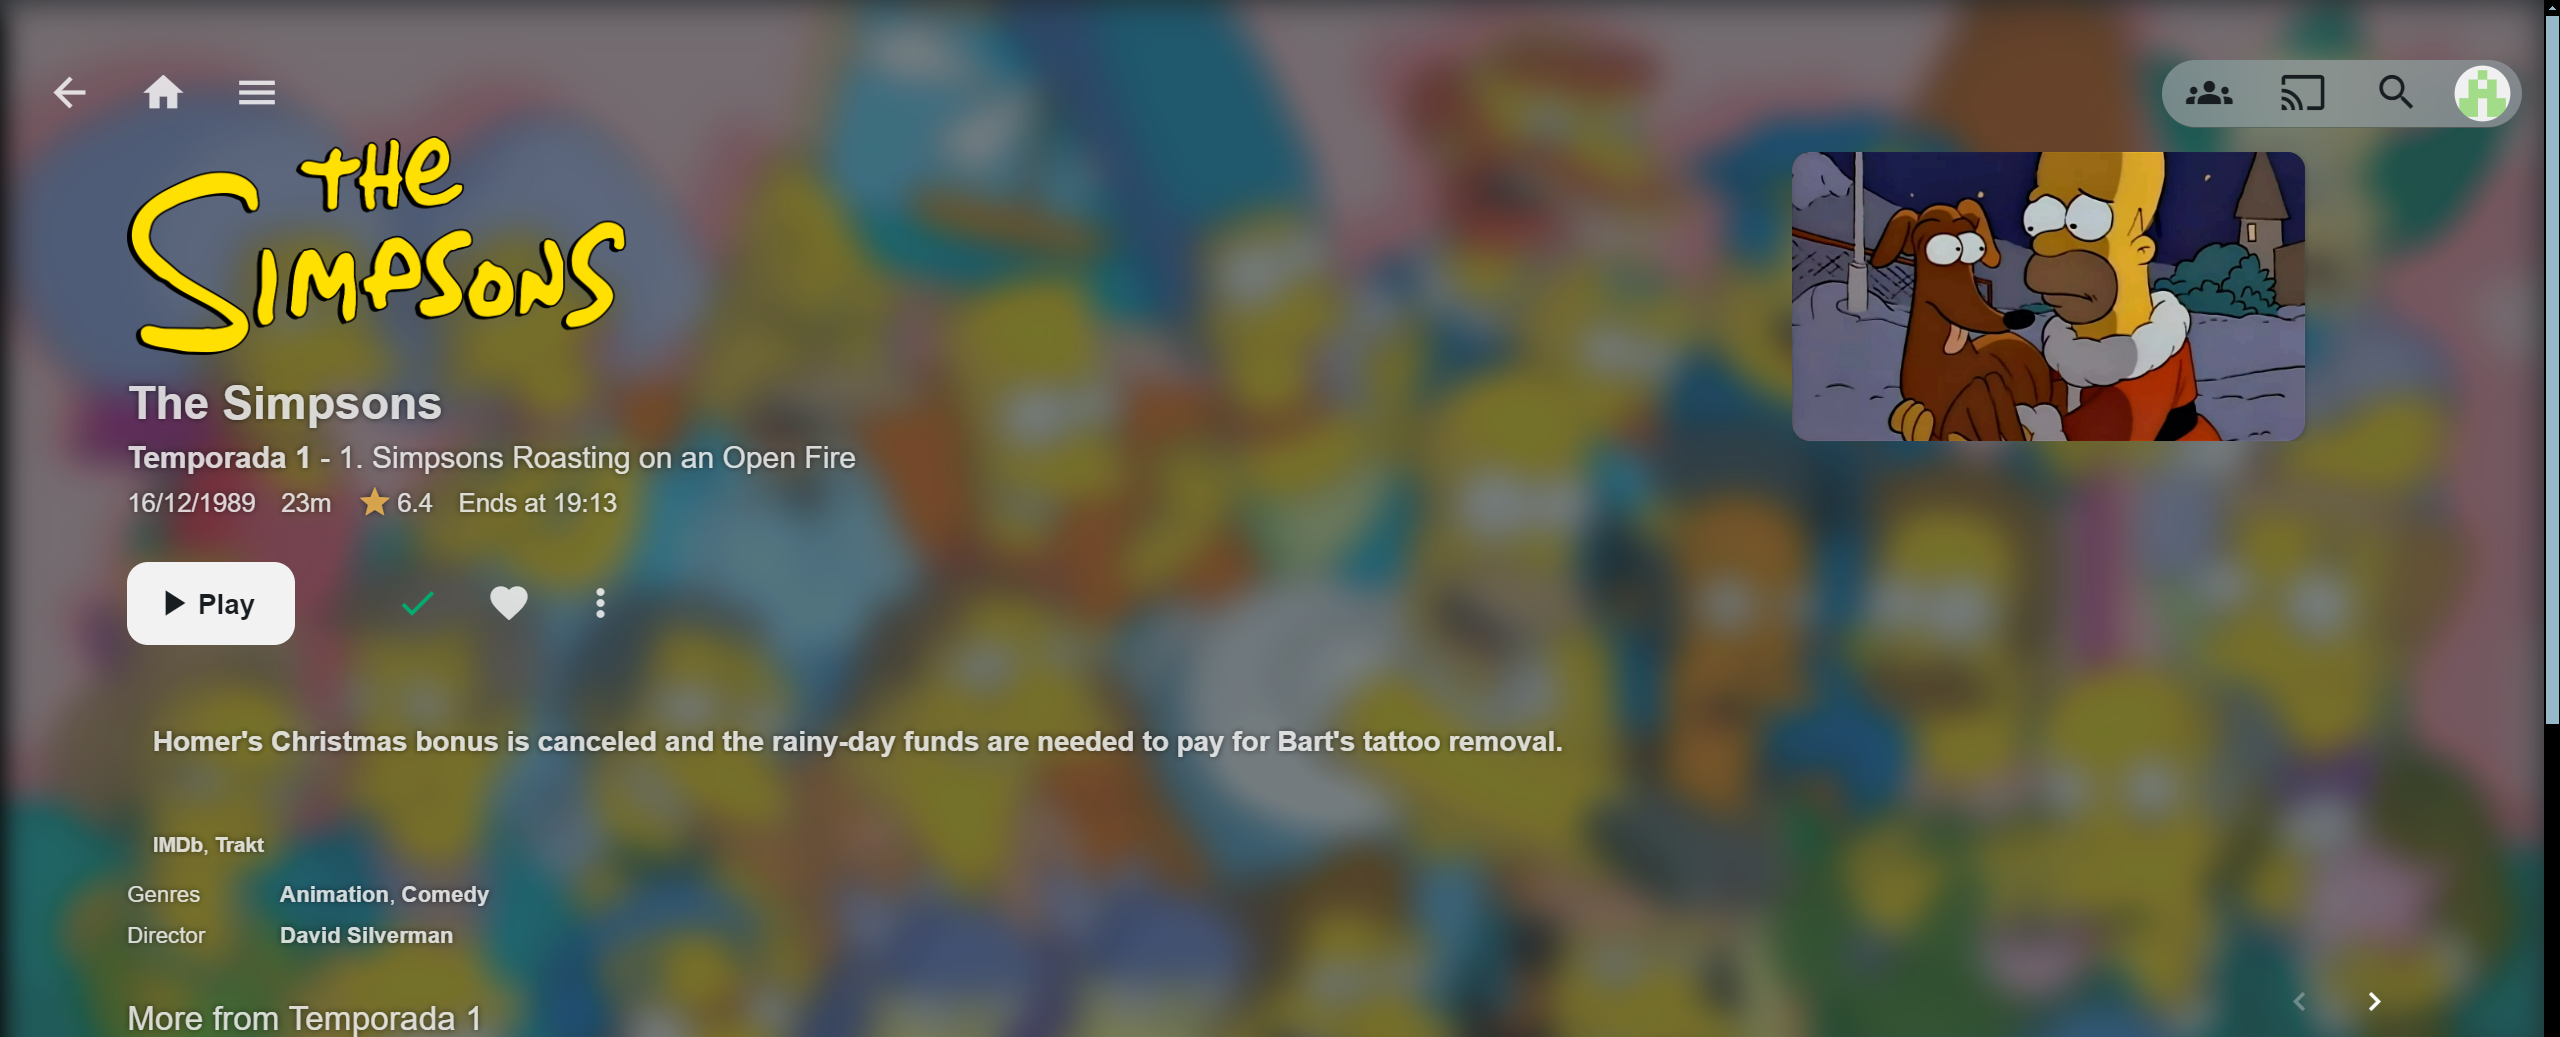 THE
SIMPSONS
The Simpsons
Temporada 1 - 1. Simpsons Roasting on an Open Fire
16/12/1989 23m 6.4 Ends at 19:13
Play
Homer's Christmas bonus is canceled and the rainy-day funds are needed to pay for Bart's tattoo removal.
IMDb, Trakt
Genres Animation, Comedy
Director David Silverman
More from Temporada 1